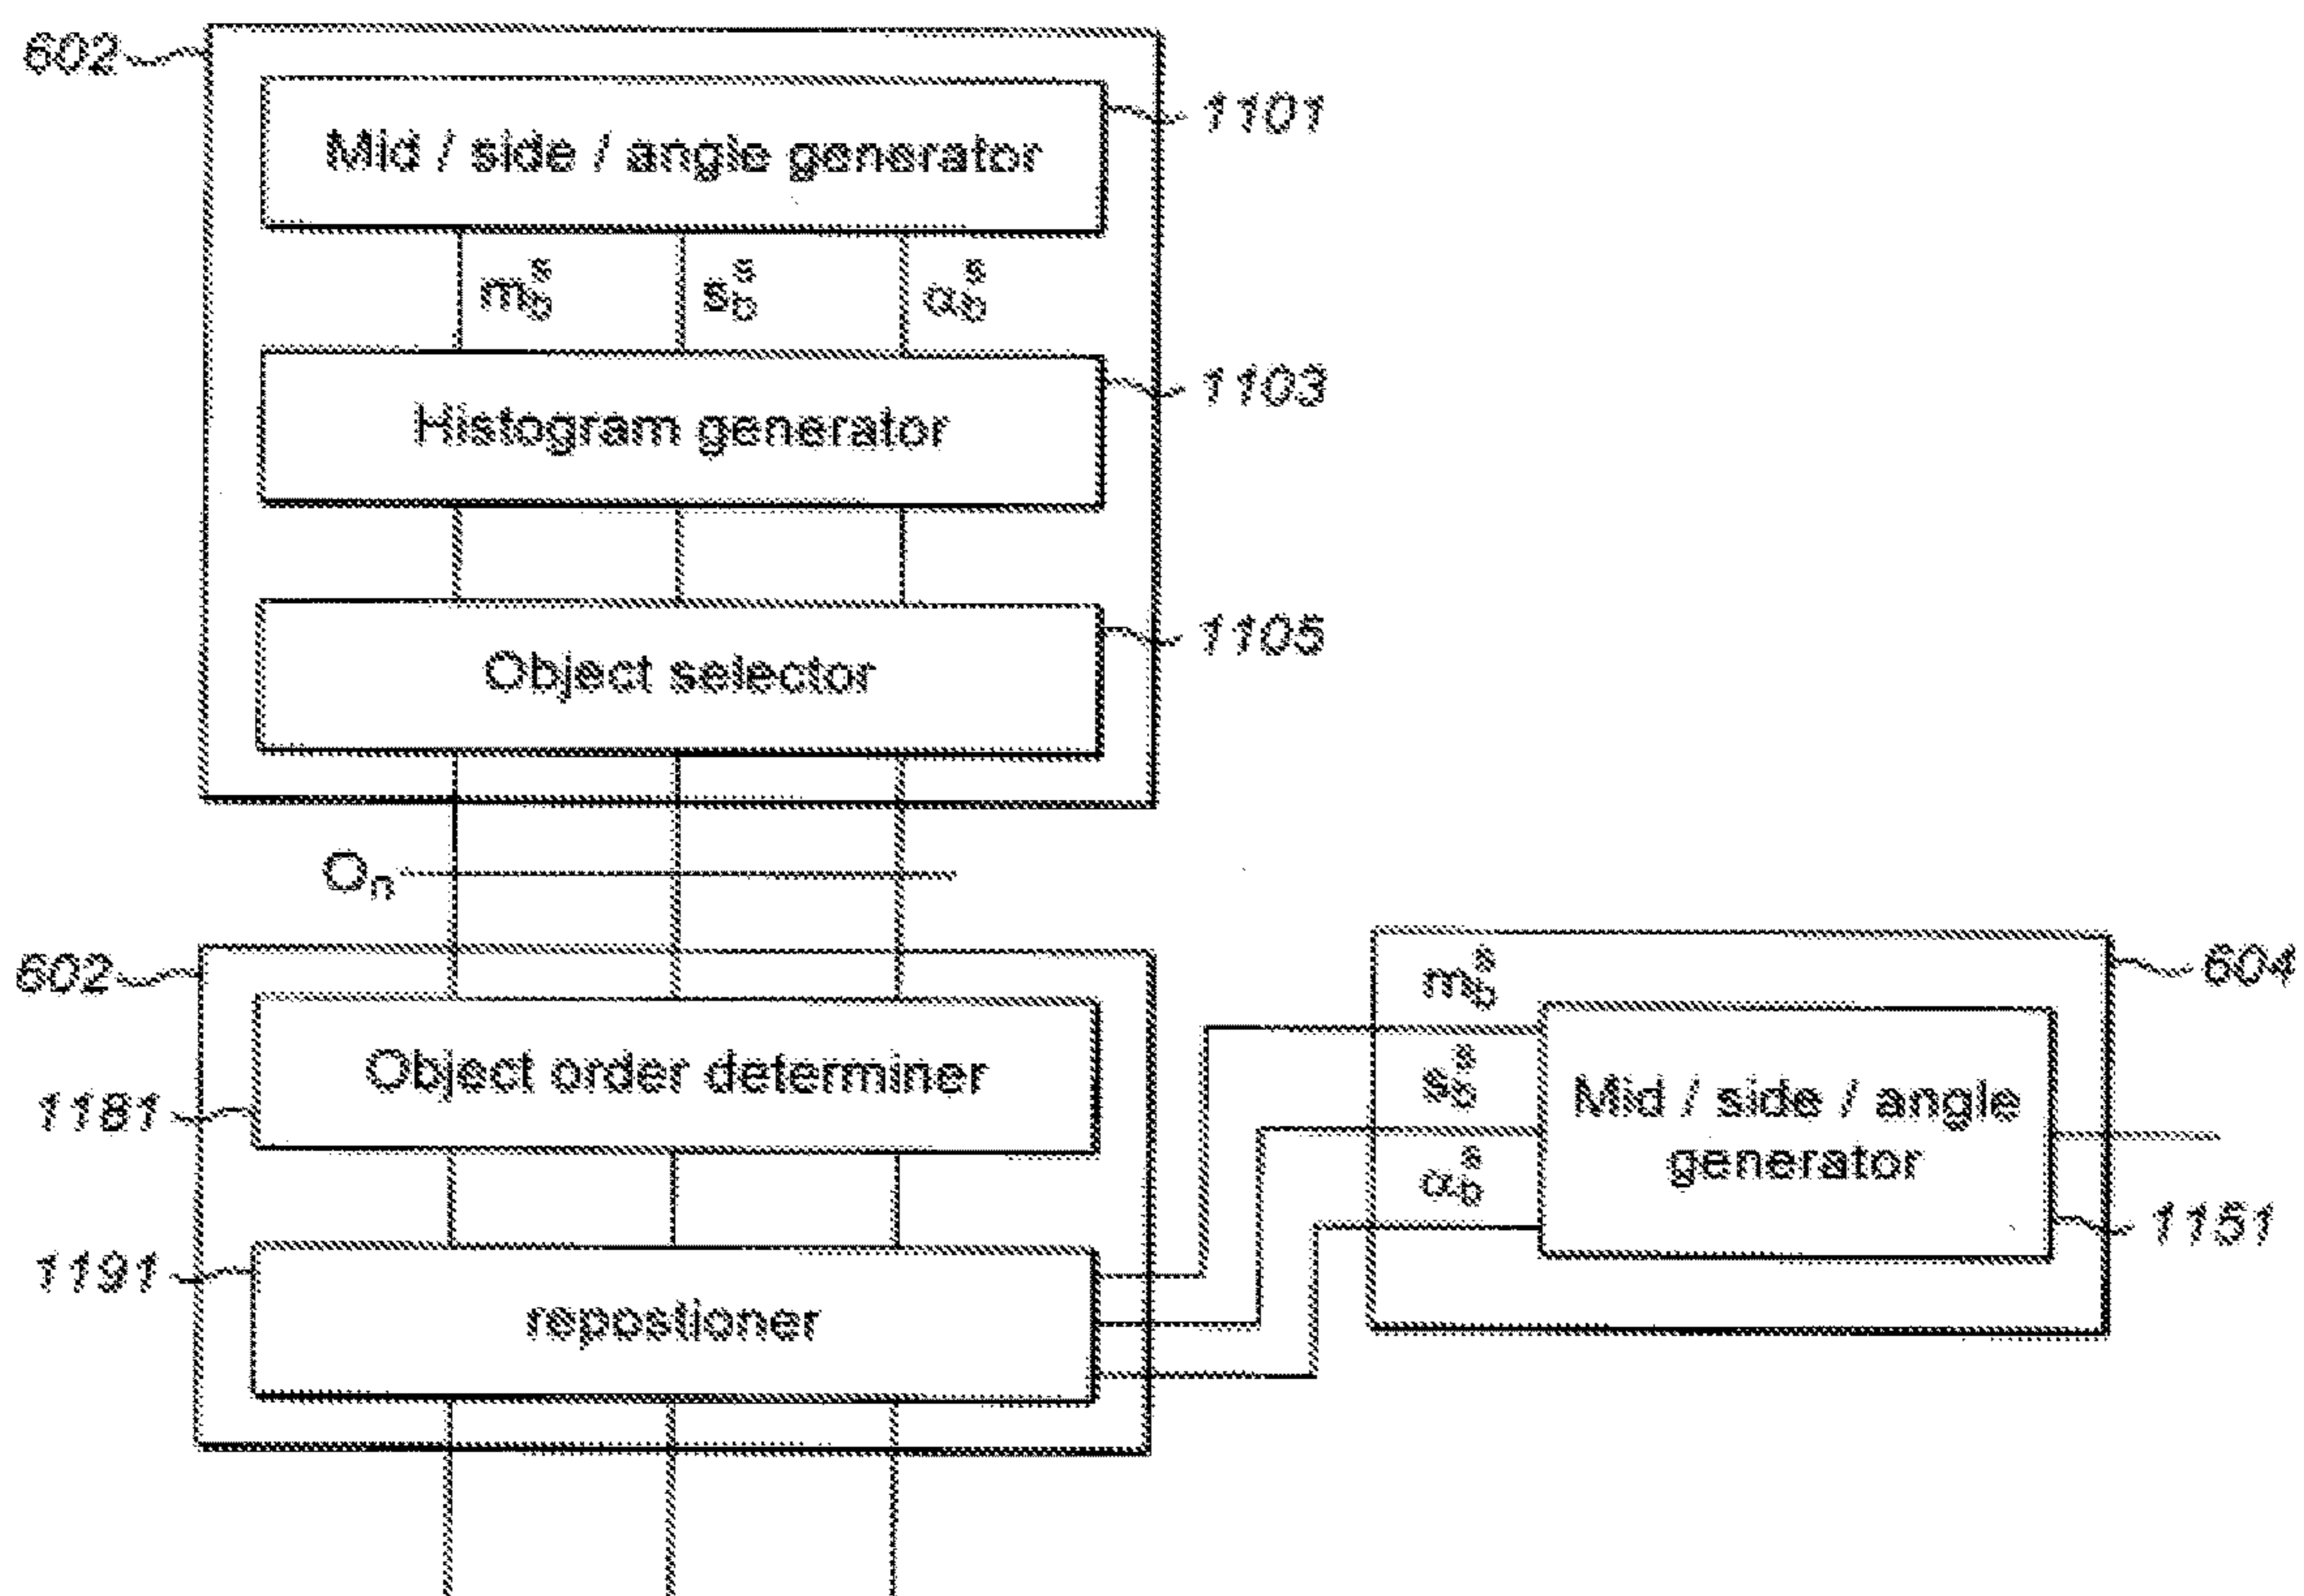 602
1101
Mid / side / angle generator
m_b^s s_b^s α_b^s
1103
Histogram generator
1105
Object selector
O_n
602
604
m_b^s
Object order determiner
s_b^s
Mid / side / angle
generator
1181
α_b^s
1151
1191
repostioner